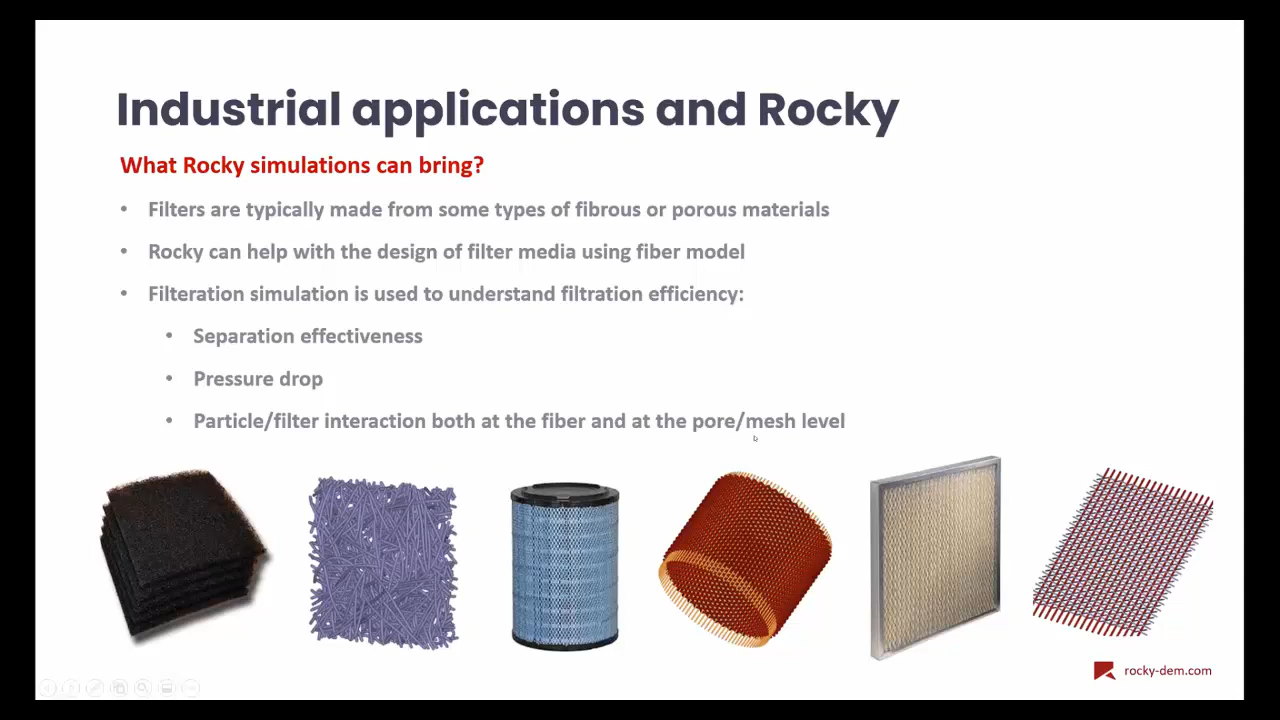 Industrial applications and Rocky
What Rocky simulations can bring?
• Filters are typically made from some types of fibrous or porous materials
• Rocky can help with the design of filter media using fiber model
• Filteration simulation is used to understand filtration efficiency:
• Separation effectiveness
• Pressure drop
• Particle/filter interaction both at the fiber and at the pore/mesh level
rocky-dem.com